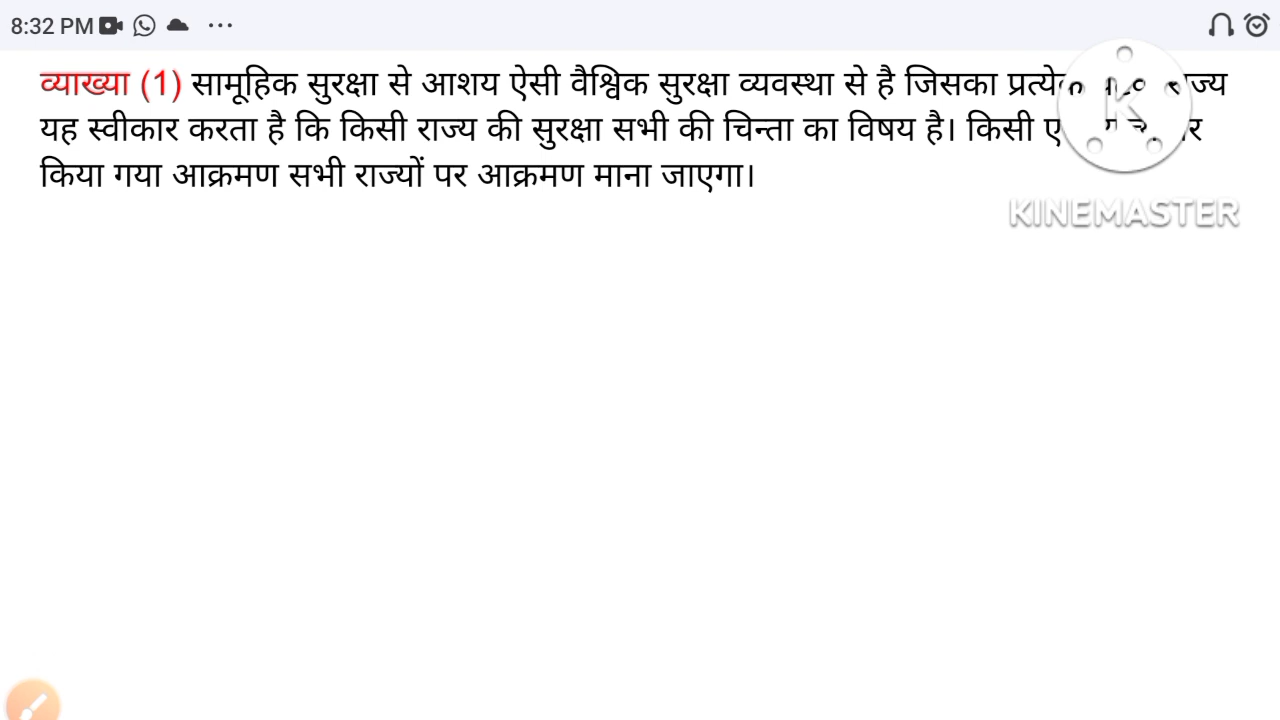 8:32 PM
व्याख्या (1) सामूहिक सुरक्षा से आशय ऐसी वैश्विक सुरक्षा व्यवस्था से है जिसका राज्य
यह स्वीकार करता है कि किसी राज्य की सुरक्षा सभी की चिन्ता का विषय है। किसी
किया गया आक्रमण सभी राज्यों पर आक्रमण माना जाएगा।
K
KINEMASTER